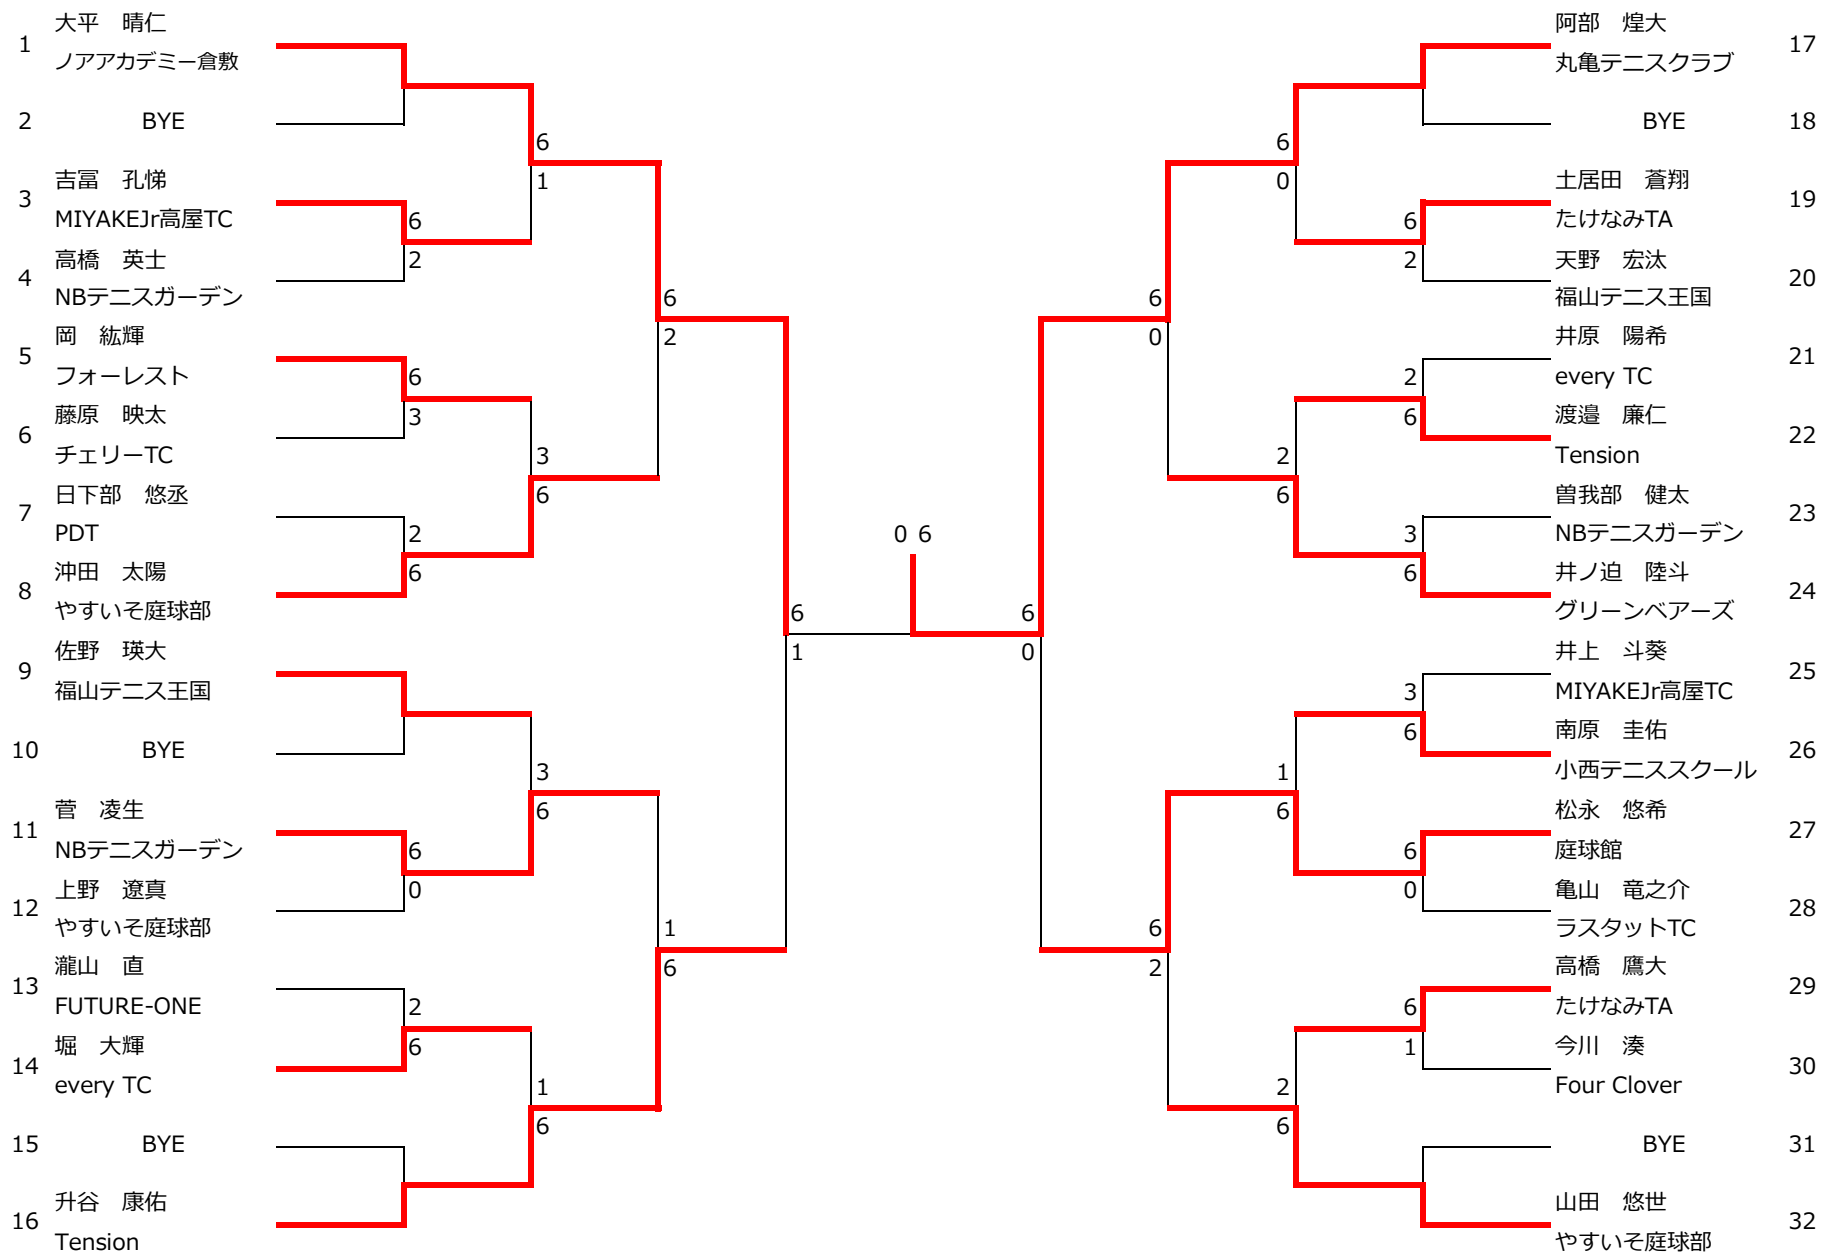 1
大平　晴仁
ノアアカデミー倉敷
2
BYE
3
吉冨　孔悌
MIYAKEJr高屋TC
4
高橋　英士
NBテニスガーデン
5
岡　紘輝
フォーレスト
6
藤原　映太
チェリーTC
7
日下部　悠丞
PDT
8
沖田　太陽
やすいそ庭球部
9
佐野　瑛大
福山テニス王国
10
BYE
11
菅　凌生
NBテニスガーデン
12
上野　遼真
やすいそ庭球部
13
瀧山　直
FUTURE-ONE
14
堀　大輝
every TC
15
BYE
16
升谷　康佑
Tension
6
2
6
3
2
6
6
0
2
6
6
1
3
6
3
6
1
6
6
2
1
6
6
1
0 6
6
0
6
0
6
2
6
0
2
6
1
6
2
6
6
2
2
6
3
6
3
6
6
0
6
1
阿部　煌大
丸亀テニスクラブ
17
BYE
18
土居田　蒼翔
たけなみTA
19
天野　宏汰
福山テニス王国
20
井原　陽希
every TC
21
渡邉　廉仁
Tension
22
曽我部　健太
NBテニスガーデン
23
井ノ迫　陸斗
グリーンベアーズ
24
井上　斗葵
MIYAKEJr高屋TC
25
南原　圭佑
小西テニススクール
26
松永　悠希
庭球館
27
亀山　竜之介
ラスタットTC
28
高橋　鷹大
たけなみTA
29
今川　湊
Four Clover
30
BYE
31
山田　悠世
やすいそ庭球部
32